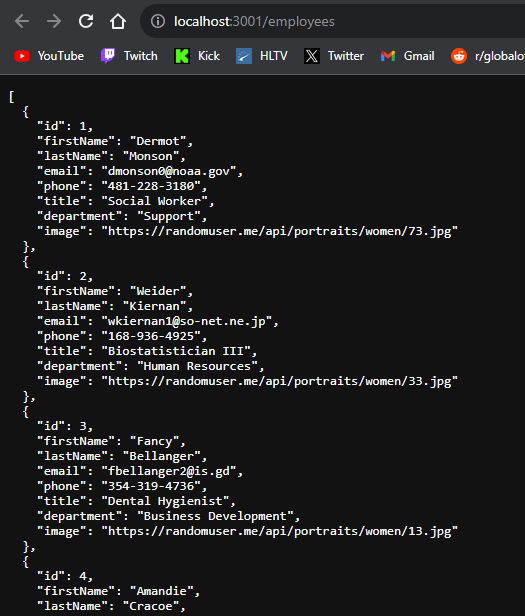 localhost:3001/employees
YouTube Twitch Kick HLTV Twitter Gmail r/globalof
[
  {
    "id": 1,
    "firstName": "Dermot",
    "lastName": "Monson",
    "email": "dmonson0@noaa.gov",
    "phone": "481-228-3180",
    "title": "Social Worker",
    "department": "Support",
    "image": "https://randomuser.me/api/portraits/women/73.jpg"
  },
  {
    "id": 2,
    "firstName": "Weider",
    "lastName": "Kiernan",
    "email": "wkiernan1@so-net.ne.jp",
    "phone": "168-936-4925",
    "title": "Biostatistician III",
    "department": "Human Resources",
    "image": "https://randomuser.me/api/portraits/women/33.jpg"
  },
  {
    "id": 3,
    "firstName": "Fancy",
    "lastName": "Bellanger",
    "email": "fbellanger2@is.gd",
    "phone": "354-319-4736",
    "title": "Dental Hygienist",
    "department": "Business Development",
    "image": "https://randomuser.me/api/portraits/women/13.jpg"
  },
  {
    "id": 4,
    "firstName": "Amandie",
    "lastName": "Cracoe",